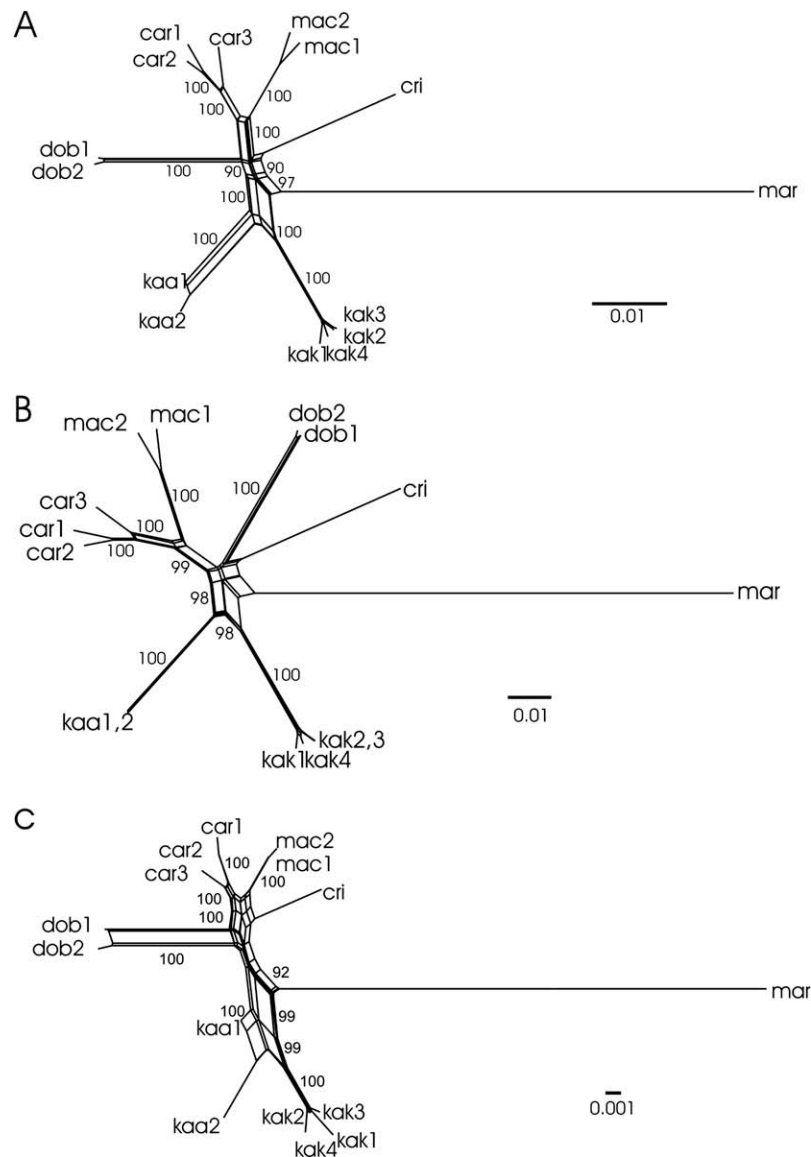 A
car1
car3
mac2
car2
mac1
100
100
100
cri
100
dob1
dob2
100
90
90
97
mar
100
100
100
kaa1
100
kaa2
kak3
kak2
kak1kak4
0.01
B
mac2
mac1
dob2
dob1
100
100
cri
car3
car1
100
car2
100
99
98
mar
98
100
100
kaa1,2
kak2,3
kak1kak4
0.01
C
car1
car2
mac2
car3
100
mac1
100
100
cri
100
dob1
dob2
100
92
mar
100
kaa1
99
99
100
kaa2
kak2
kak3
kak1
kak4
0.001